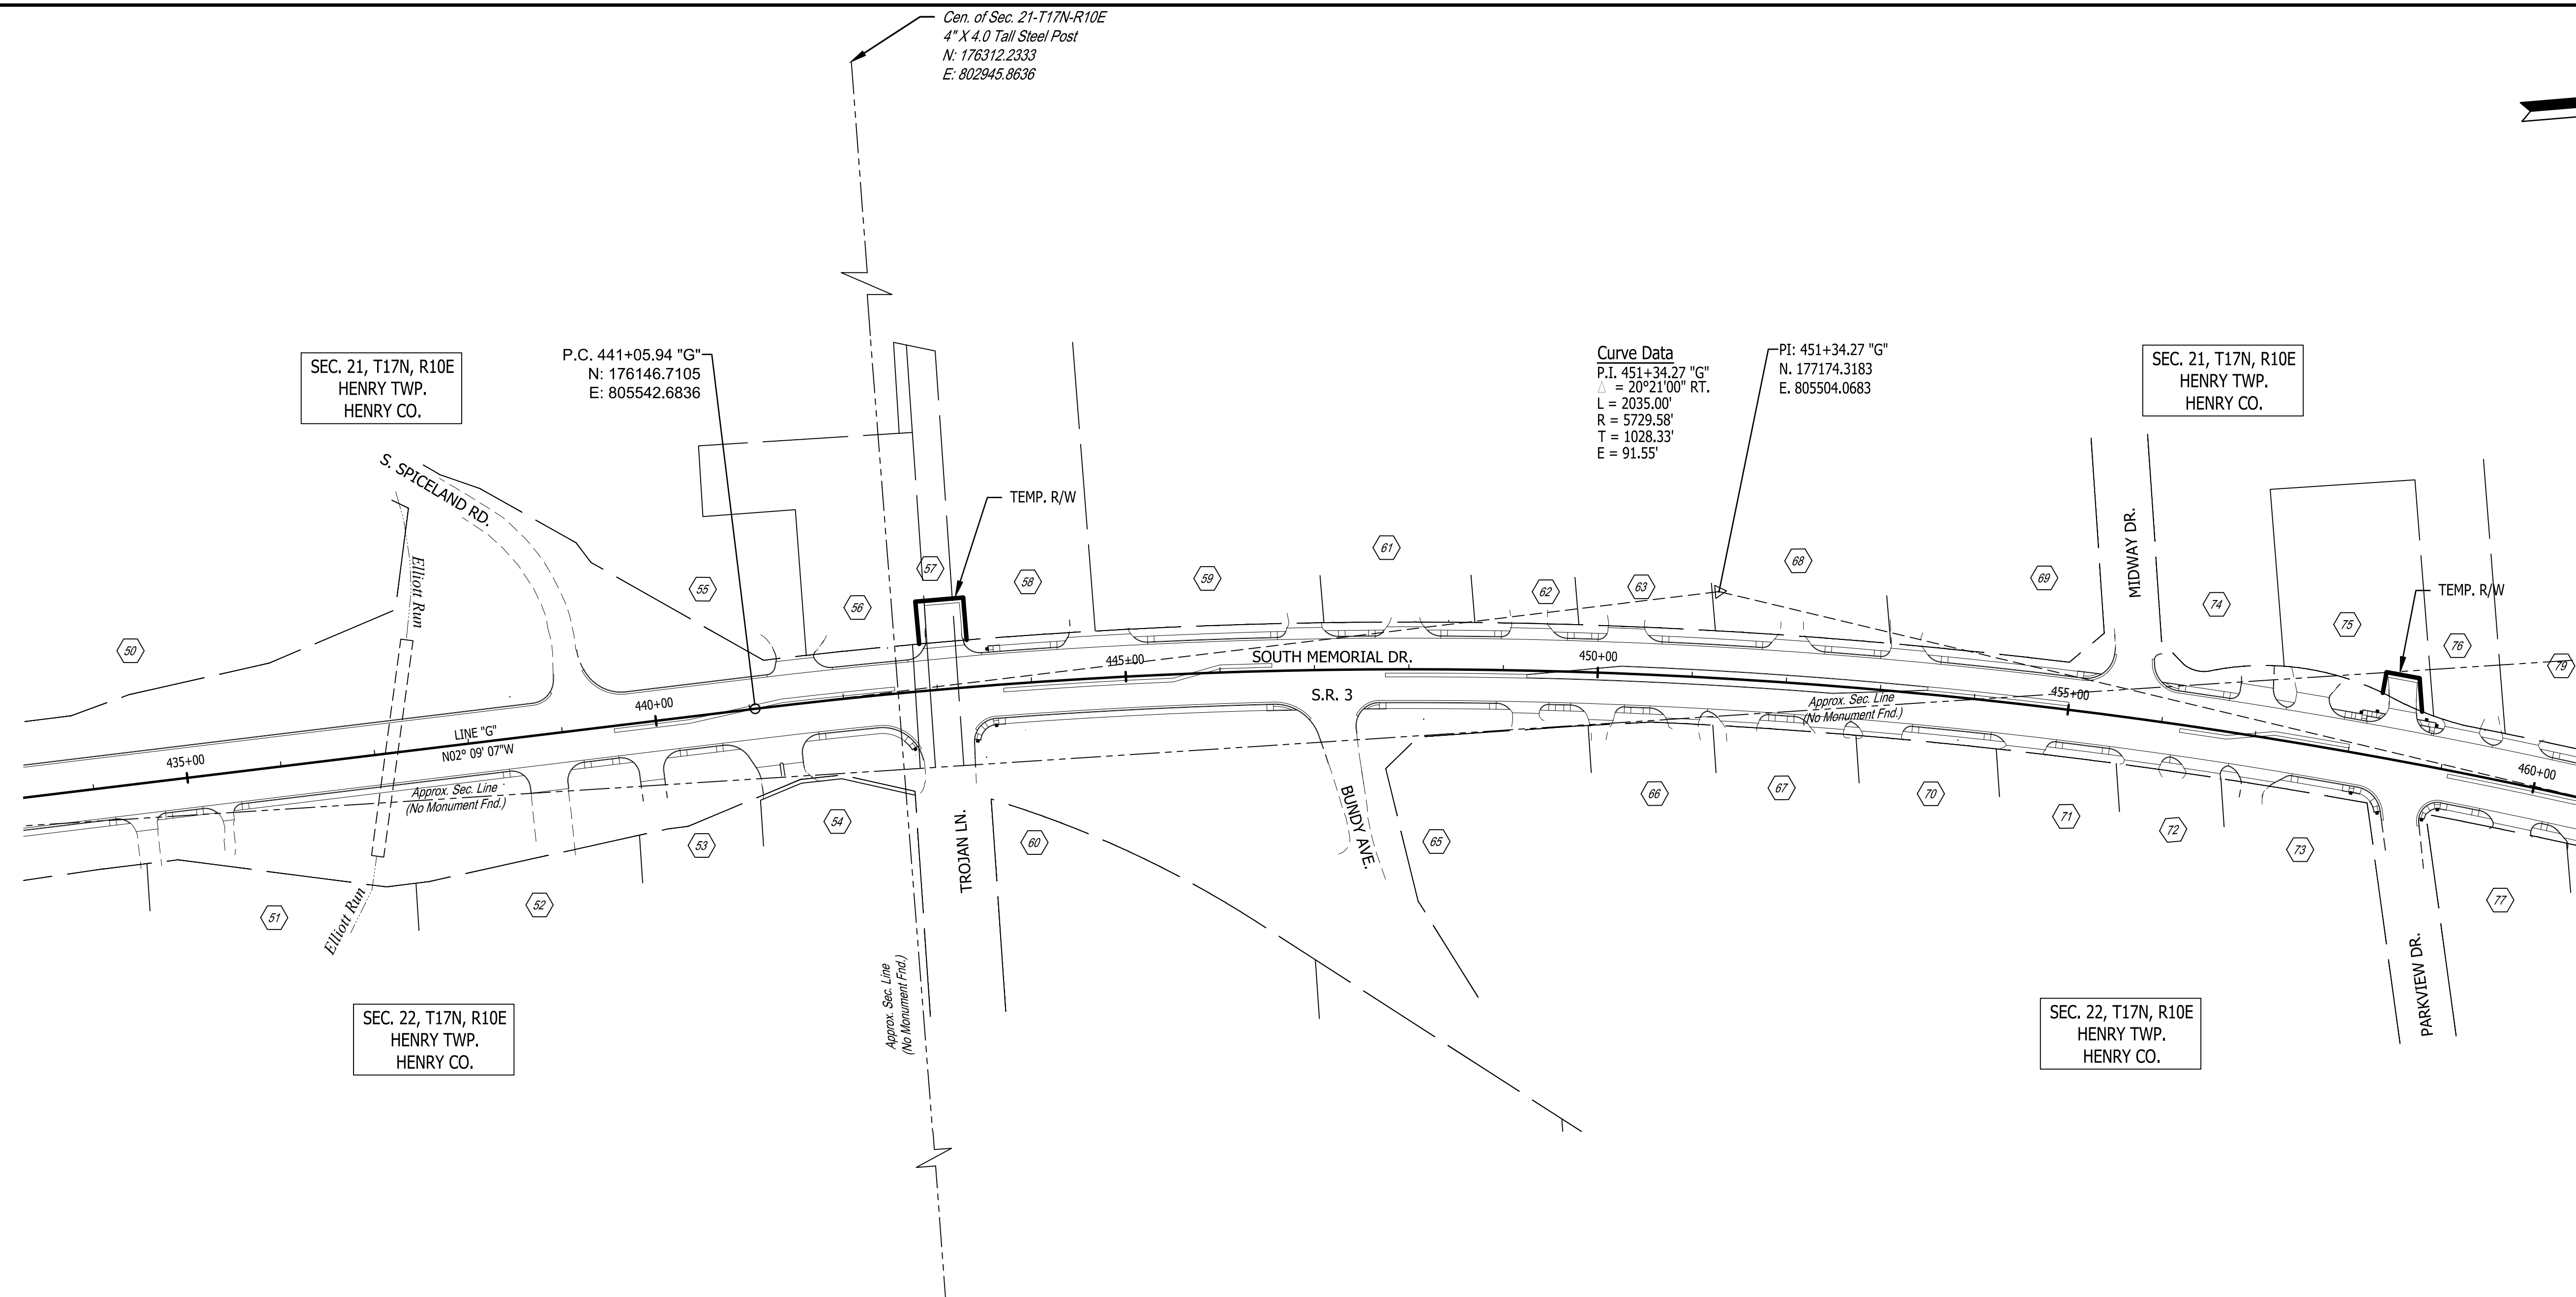 Cen. of Sec. 21-T17N-R10E
4" X 4.0 Tall Steel Post
N: 176312.2333
E: 802945.8636
SEC. 21, T17N, R10E
HENRY TWP.
HENRY CO.
P.C. 441+05.94 "G"
N: 176146.7105
E: 805542.6836
Curve Data
P.I. 451+34.27 "G"
Δ = 20°21'00" RT.
L = 2035.00'
R = 5729.58'
T = 1028.33'
E = 91.55'
PI: 451+34.27 "G"
N. 177174.3183
E. 805504.0683
SEC. 21, T17N, R10E
HENRY TWP.
HENRY CO.
S. SPICELAND RD.
Elliott Run
TEMP. R/W
MIDWAY DR.
TEMP. R/W
50
55
56
57
58
59
61
62
63
68
69
74
75
76
79
435+00
LINE "G"
N02° 09' 07"W
440+00
445+00
SOUTH MEMORIAL DR.
S.R. 3
450+00
455+00
460+00
Approx. Sec. Line
(No Monument Fnd.)
Approx. Sec. Line
(No Monument Fnd.)
51
52
53
54
60
65
66
67
70
71
72
73
77
Elliott Run
TROJAN LN.
BUNDY AVE.
PARKVIEW DR.
Approx. Sec. Line
(No Monument Fnd.)
SEC. 22, T17N, R10E
HENRY TWP.
HENRY CO.
SEC. 22, T17N, R10E
HENRY TWP.
HENRY CO.